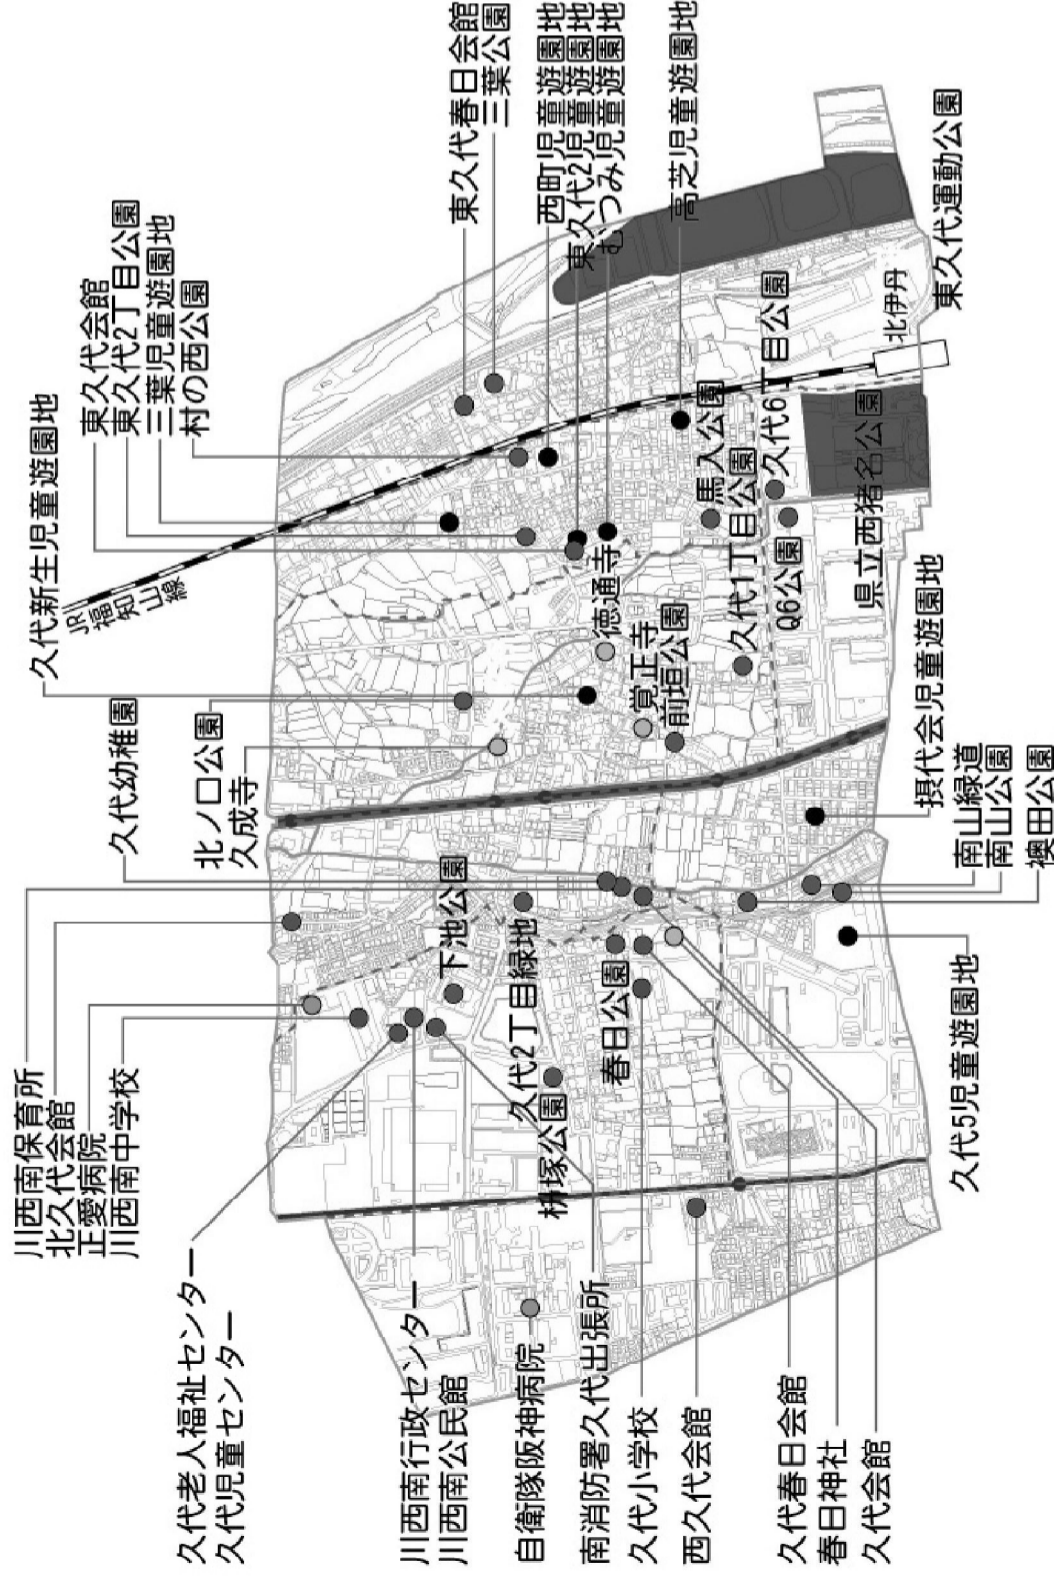 川西南保育所
北久代会館
正愛病院
川西南中学校
久代老人福祉センター
久代児童センター
川西南行政センター
川西南公民館
自衛隊阪神病院
南消防署久代出張所
久代小学校
西久代会館
久代春日会館
春日神社
久代会館
久代幼稚園
北ノ口公園
久成寺
下池公園
久代2丁目緑地
枡塚公園
春日公園
久代5児童遊園地
摂代会児童遊園地
南山緑道
南山公園
襖田公園
久代新生児童遊園地
JR福知山線
徳通寺
覚正寺
前垣公園
久代1丁目公園
馬入公園
Q6公園
久代6丁目公園
県立西猪名公園
東久代会館
東久代2丁目公園
三葉児童遊園地
村の西公園
東久代春日会館
三葉公園
西町児童遊園地
東久代2児童遊園地
むつみ児童遊園地
高芝児童遊園地
北伊丹
東久代運動公園